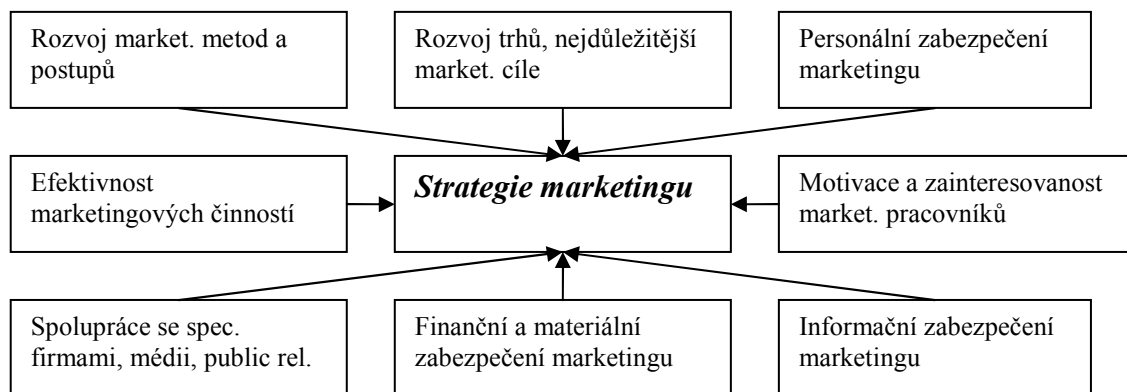 Rozvoj market. metod a
postupů
Rozvoj trhů, nejdůležitější
market. cíle
Personální zabezpečení
marketingu
Efektivnost
marketingových činností
Strategie marketingu
Motivace a zainteresovanost
market. pracovníků
Spolupráce se spec.
firmami, médii, public rel.
Finanční a materiální
zabezpečení marketingu
Informační zabezpečení
marketingu